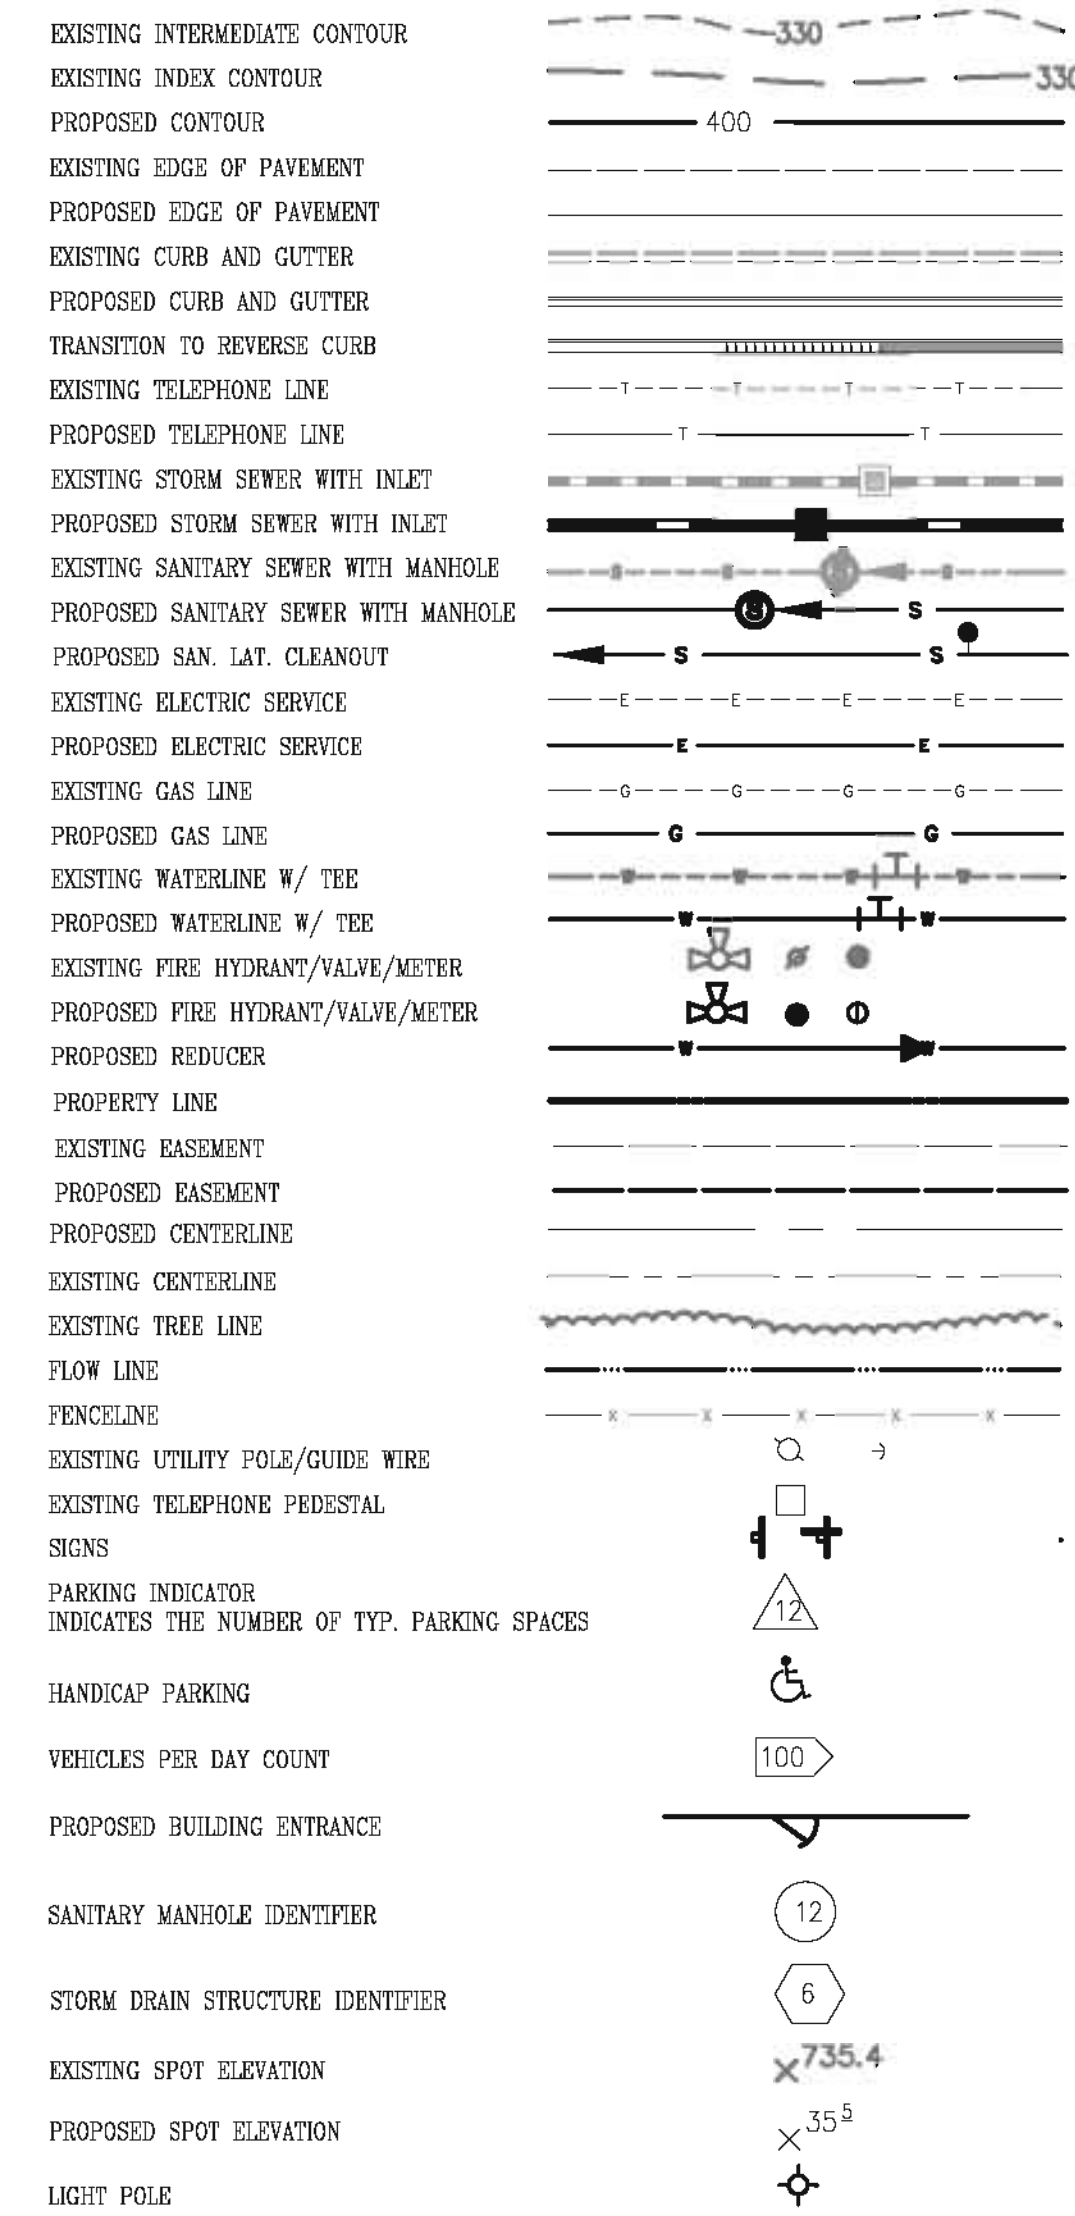 EXISTING INTERMEDIATE CONTOUR 330
EXISTING INDEX CONTOUR 330
PROPOSED CONTOUR 400
EXISTING EDGE OF PAVEMENT
PROPOSED EDGE OF PAVEMENT
EXISTING CURB AND GUTTER
PROPOSED CURB AND GUTTER
TRANSITION TO REVERSE CURB
EXISTING TELEPHONE LINE T T T T
PROPOSED TELEPHONE LINE T T
EXISTING STORM SEWER WITH INLET
PROPOSED STORM SEWER WITH INLET
EXISTING SANITARY SEWER WITH MANHOLE
PROPOSED SANITARY SEWER WITH MANHOLE S S
PROPOSED SAN. LAT. CLEANOUT S S
EXISTING ELECTRIC SERVICE E E E E
PROPOSED ELECTRIC SERVICE E E
EXISTING GAS LINE G G G G
PROPOSED GAS LINE G G
EXISTING WATERLINE W/ TEE W W W W
PROPOSED WATERLINE W/ TEE W W
EXISTING FIRE HYDRANT/VALVE/METER
PROPOSED FIRE HYDRANT/VALVE/METER
PROPOSED REDUCER W W
PROPERTY LINE
EXISTING EASEMENT
PROPOSED EASEMENT
PROPOSED CENTERLINE
EXISTING CENTERLINE
EXISTING TREE LINE
FLOW LINE
FENCELINE X X X X X
EXISTING UTILITY POLE/GUIDE WIRE
EXISTING TELEPHONE PEDESTAL
SIGNS
PARKING INDICATOR
INDICATES THE NUMBER OF TYP. PARKING SPACES 12
HANDICAP PARKING
VEHICLES PER DAY COUNT 100
PROPOSED BUILDING ENTRANCE
SANITARY MANHOLE IDENTIFIER 12
STORM DRAIN STRUCTURE IDENTIFIER 6
EXISTING SPOT ELEVATION ×735.4
PROPOSED SPOT ELEVATION ×35 5
LIGHT POLE